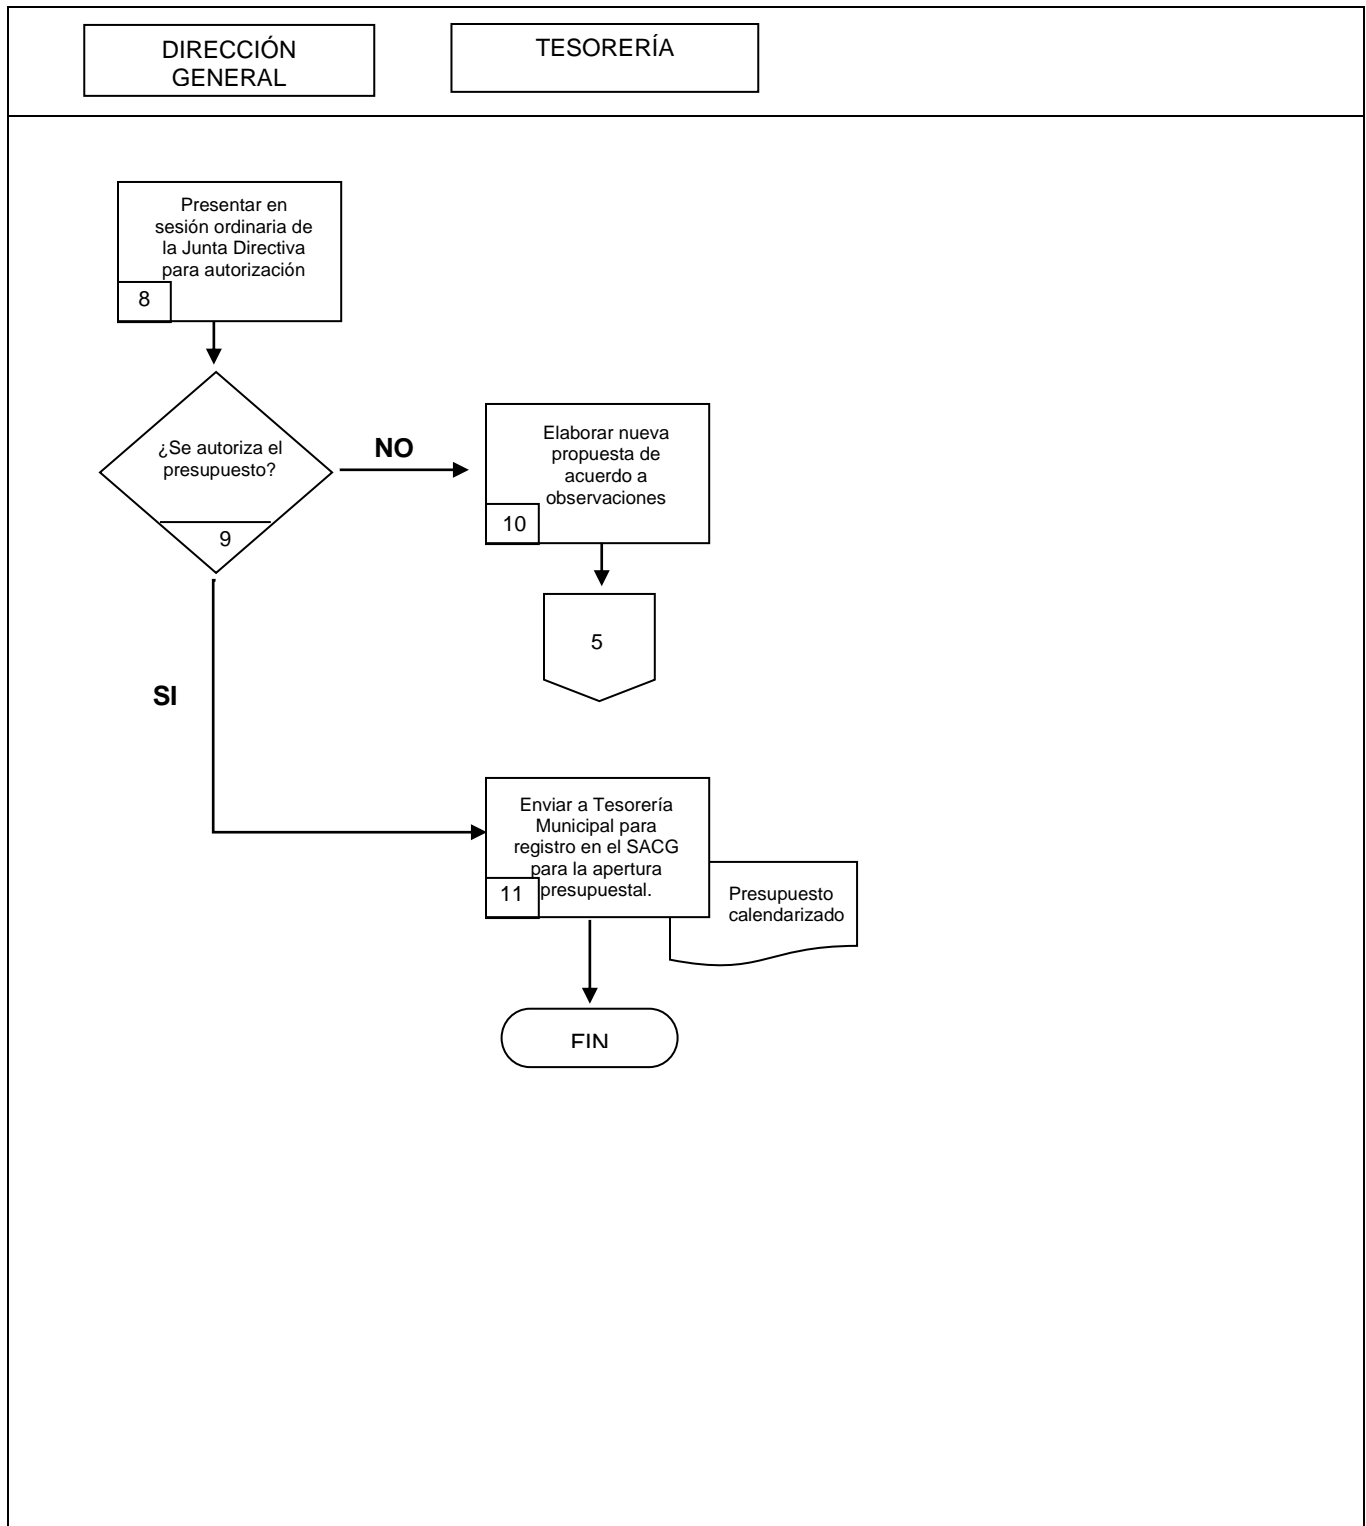 DIRECCIÓN
GENERAL
TESORERÍA
Presentar en
sesión ordinaria de
la Junta Directiva
para autorización
8
¿Se autoriza el
presupuesto?
9
NO
Elaborar nueva
propuesta de
acuerdo a
observaciones
10
5
SI
Enviar a Tesorería
Municipal para
registro en el SACG
para la apertura
presupuestal.
11
Presupuesto
calendarizado
FIN